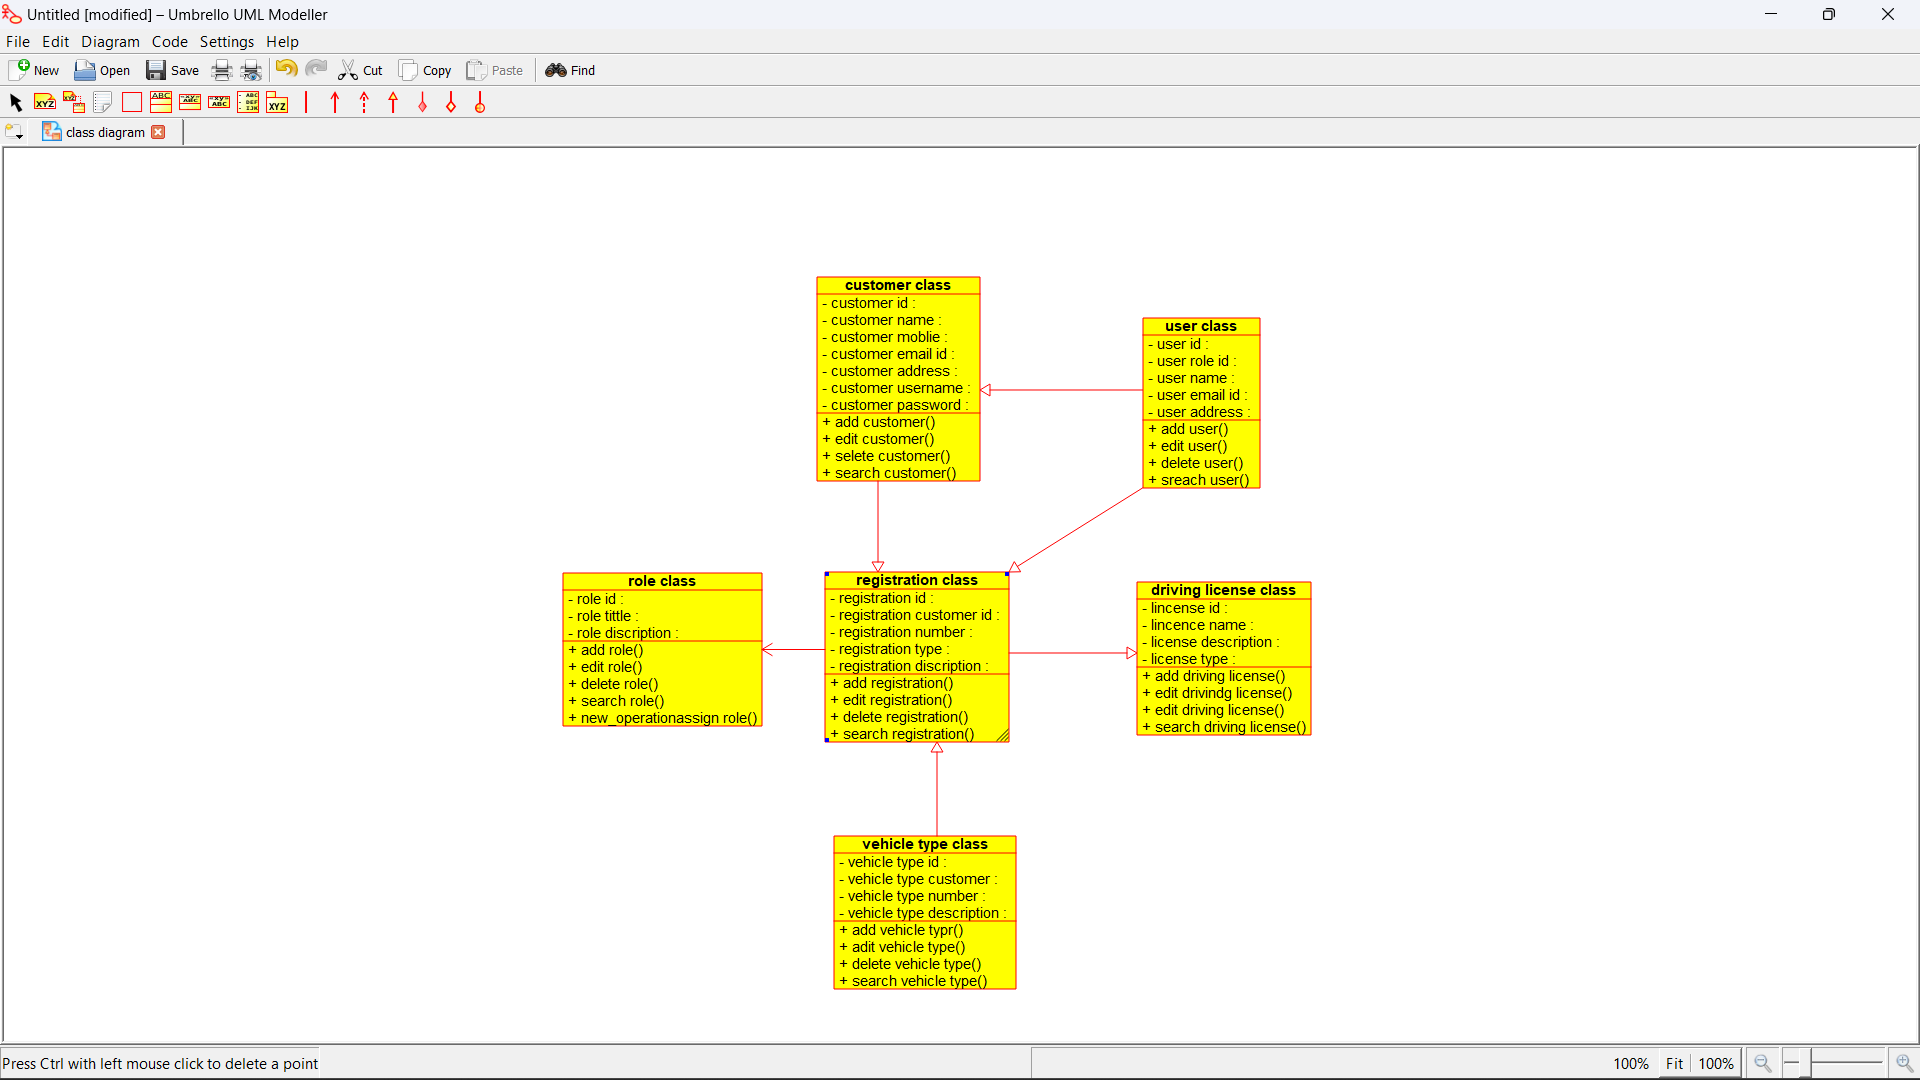 Untitled [modified] – Umbrello UML Modeller
File Edit Diagram Code Settings Help
New Open Save Cut Copy Paste Find
class diagram
customer class
- customer id :
- customer name :
- customer moblie :
- customer email id :
- customer address :
- customer username :
- customer password :
+ add customer()
+ edit customer()
+ selete customer()
+ search customer()
user class
- user id :
- user role id :
- user name :
- user email id :
- user address :
+ add user()
+ edit user()
+ delete user()
+ sreach user()
role class
- role id :
- role tittle :
- role discription :
+ add role()
+ edit role()
+ delete role()
+ search role()
+ new_operationassign role()
registration class
- registration id :
- registration customer id :
- registration number :
- registration type :
- registration discription :
+ add registration()
+ edit registration()
+ delete registration()
+ search registration()
driving license class
- lincense id :
- lincence name :
- license description :
- license type :
+ add driving license()
+ edit drivindg license()
+ edit driving license()
+ search driving license()
vehicle type class
- vehicle type id :
- vehicle type customer :
- vehicle type number :
- vehicle type description :
+ add vehicle typr()
+ adit vehicle type()
+ delete vehicle type()
+ search vehicle type()
Press Ctrl with left mouse click to delete a point
100% Fit 100%